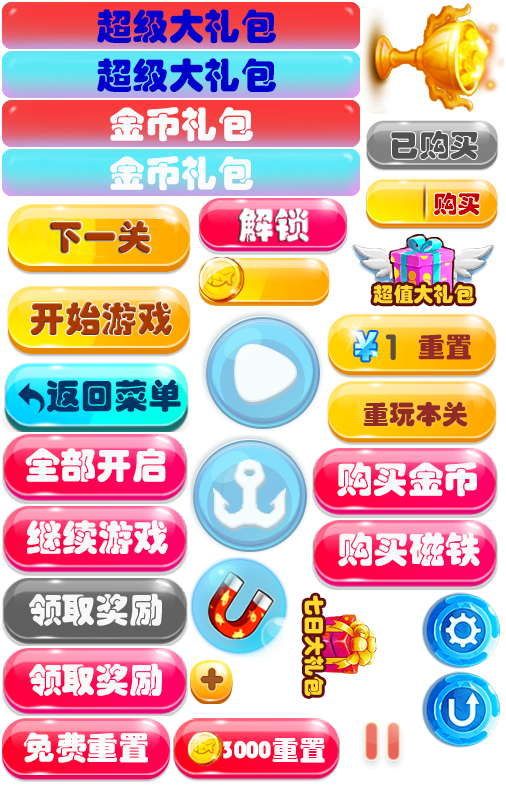 超级大礼包
超级大礼包
金币礼包
金币礼包
已购买
购买
下一关
解锁
超值大礼包
开始游戏
¥1 重置
返回菜单
重玩本关
全部开启
购买金币
继续游戏
购买磁铁
领取奖励
七日大礼包
领取奖励
免费重置
3000重置